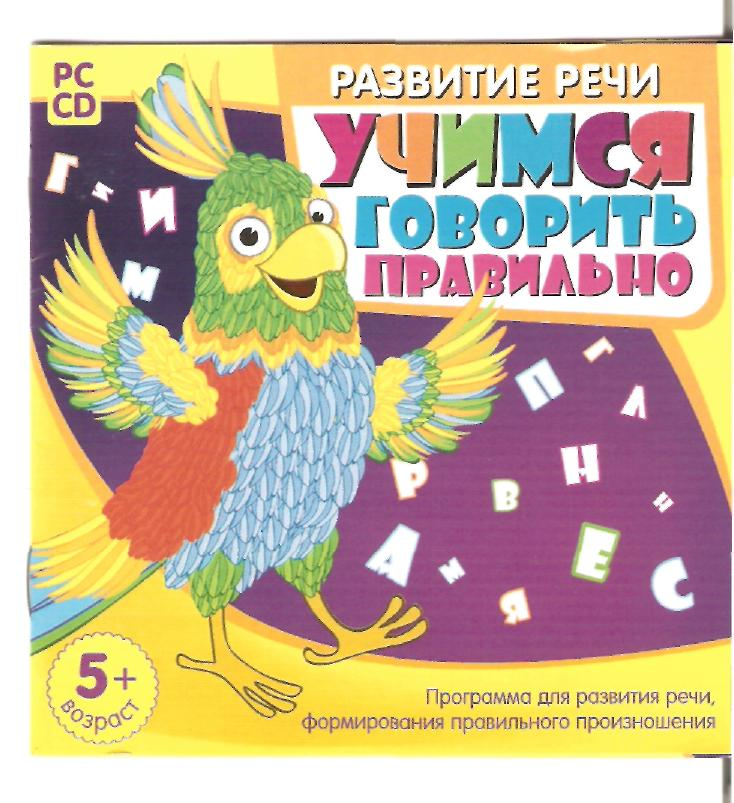 PC
CD
РАЗВИТИЕ РЕЧИ
УЧИМСЯ
ГОВОРИТЬ
ПРАВИЛЬНО
Г
и
И
М
П
Г
Л
Р
В
Н
и
А
и
Я
Е
С
5+
возраст
Программа для развития речи,
формирования правильного произношения